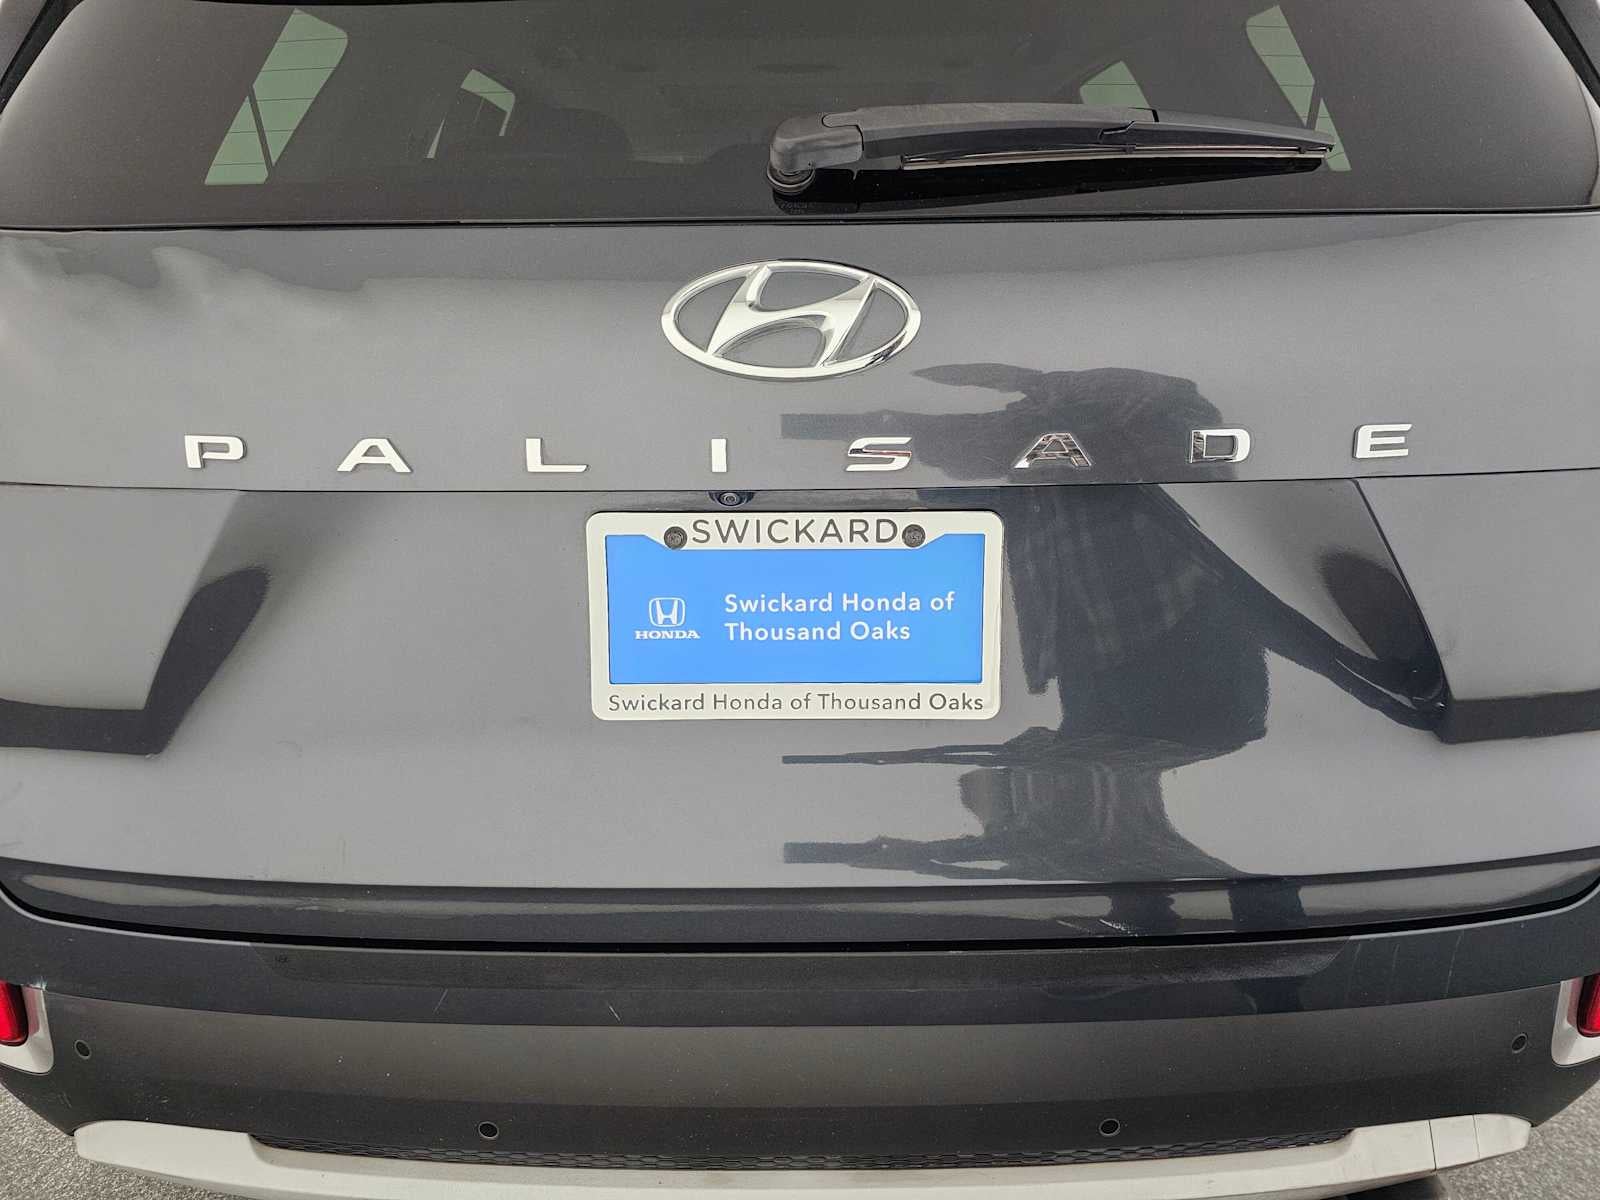 PALISADE
SWICKARD
Swickard Honda of
Thousand Oaks
HONDA
Swickard Honda of Thousand Oaks